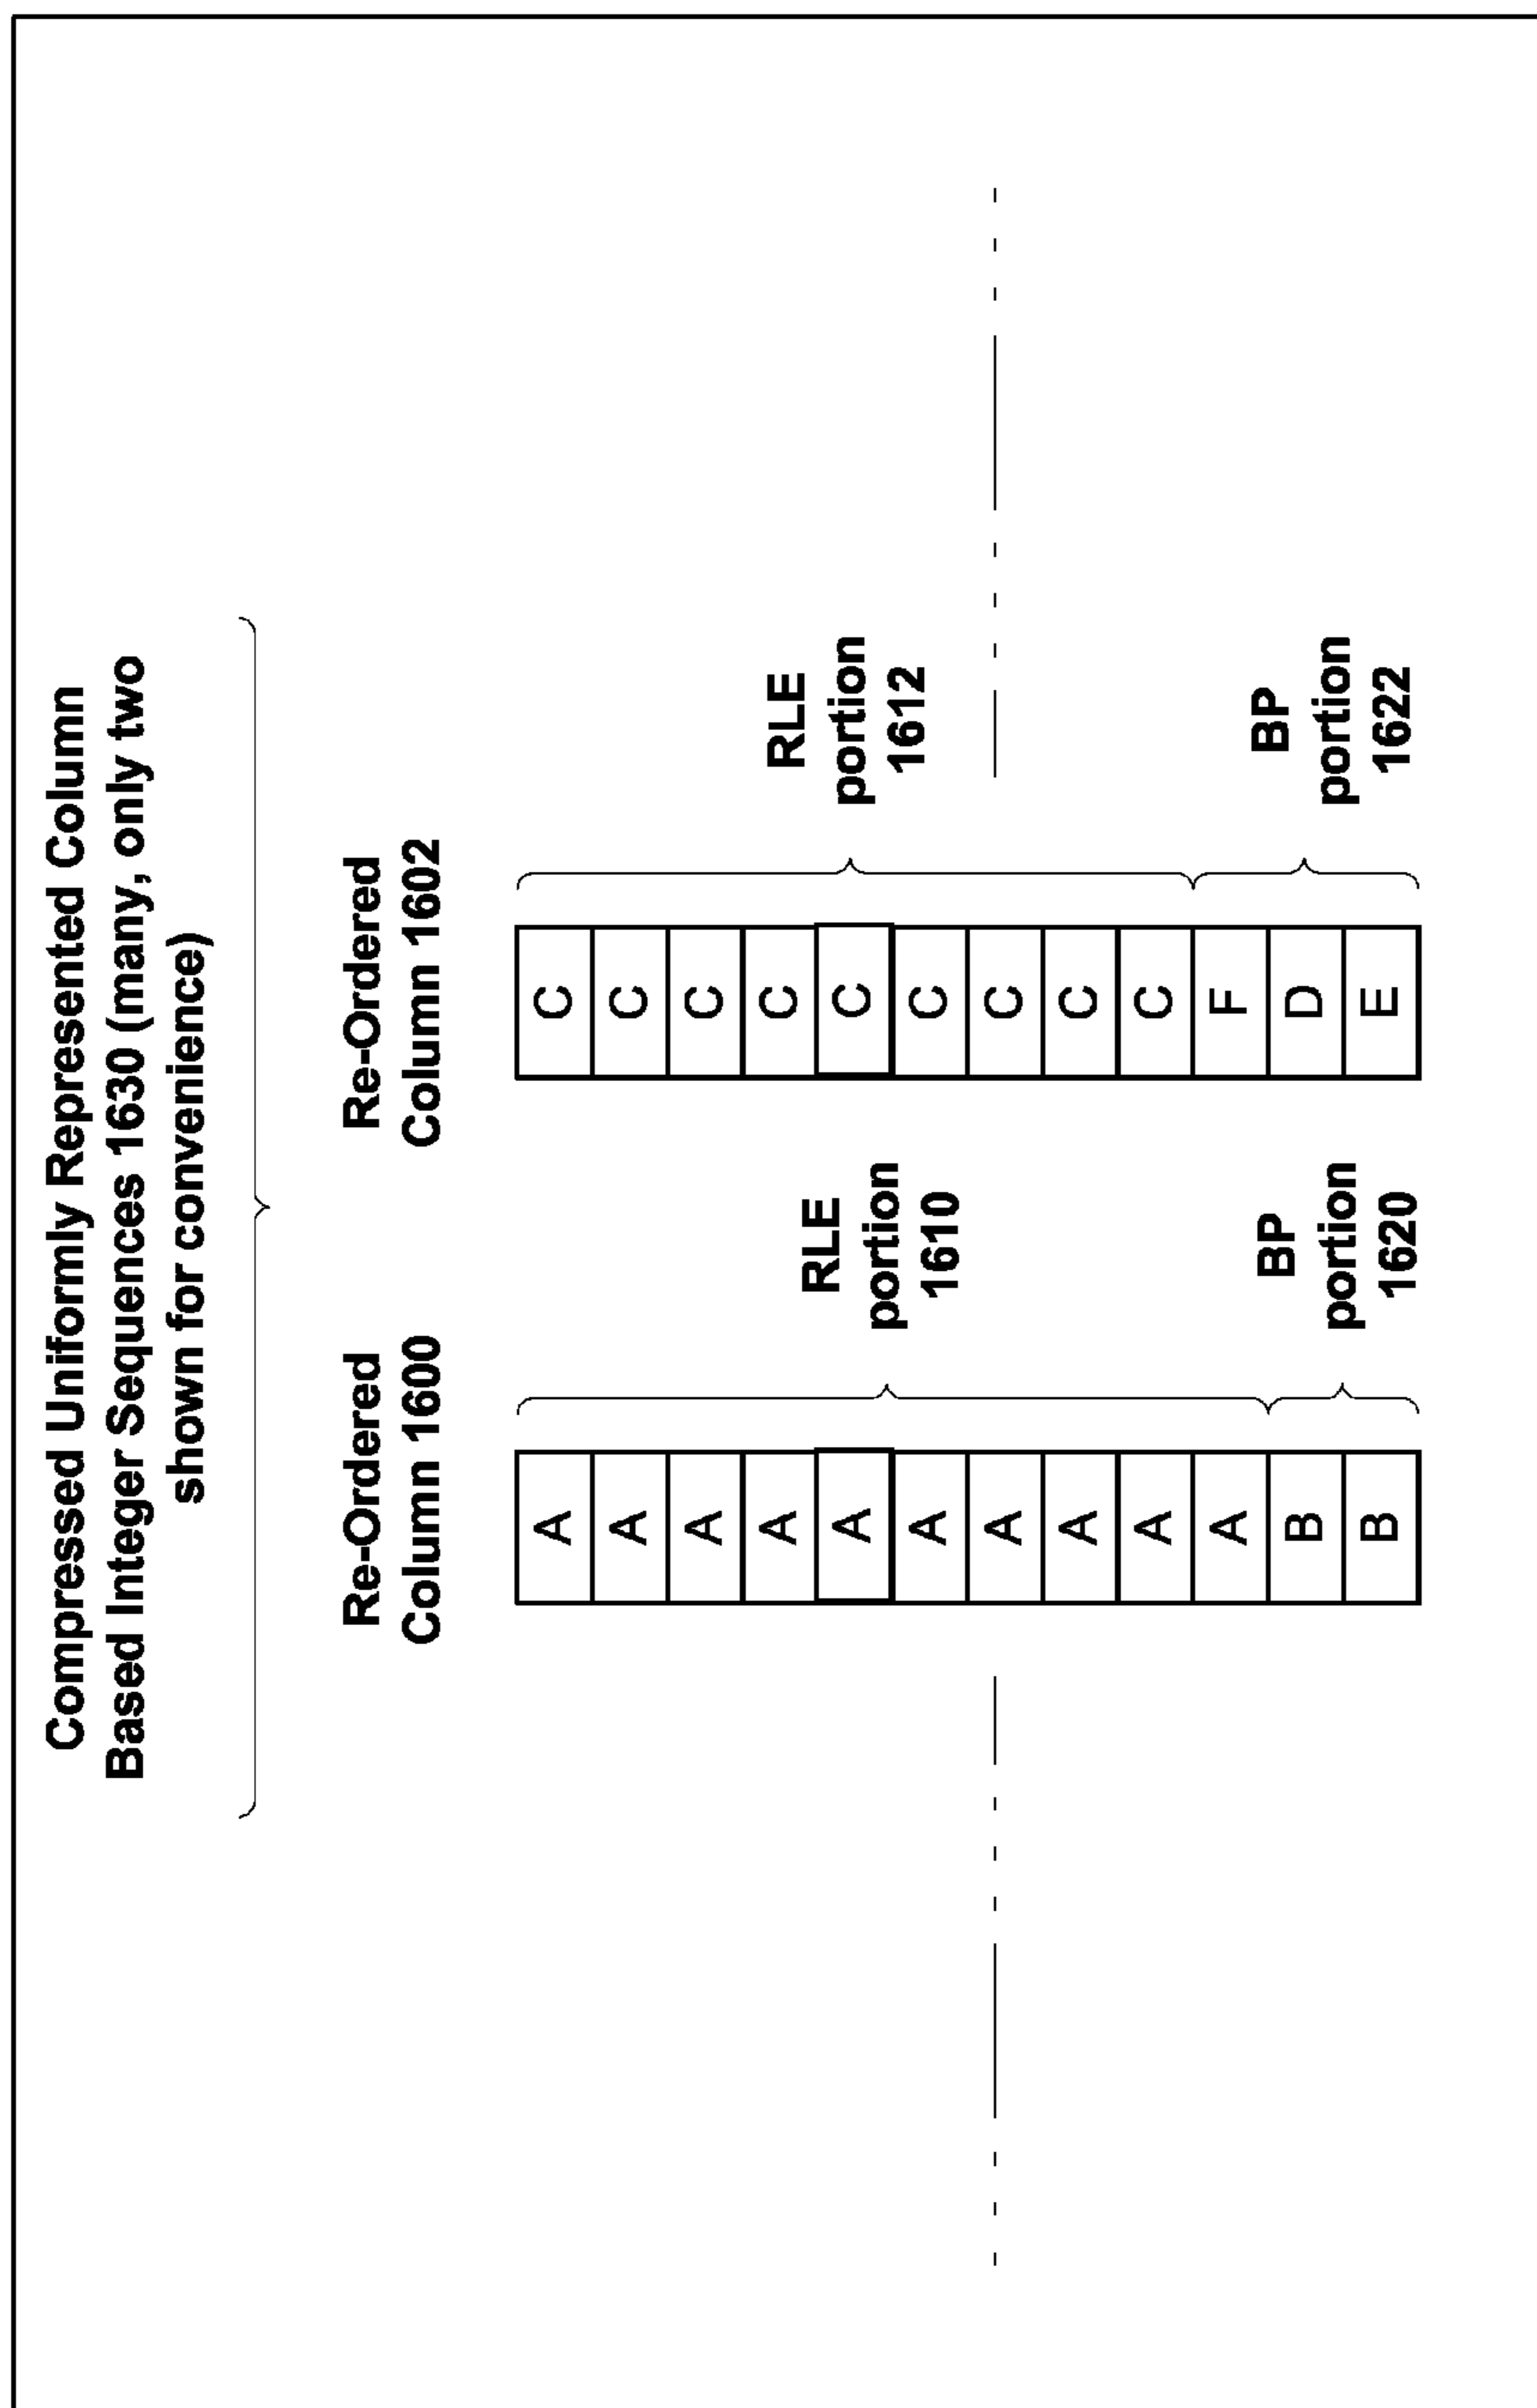 Compressed Uniformly Represented Column
Based Integer Sequences 1630 (many, only two
shown for convenience)
Re-Ordered
Column 1600
A
A
A
A
A
A
A
A
A
A
B
B
RLE
portion
1610
BP
portion
1620
Re-Ordered
Column 1602
C
C
C
C
C
C
C
C
C
F
D
E
RLE
portion
1612
BP
portion
1622